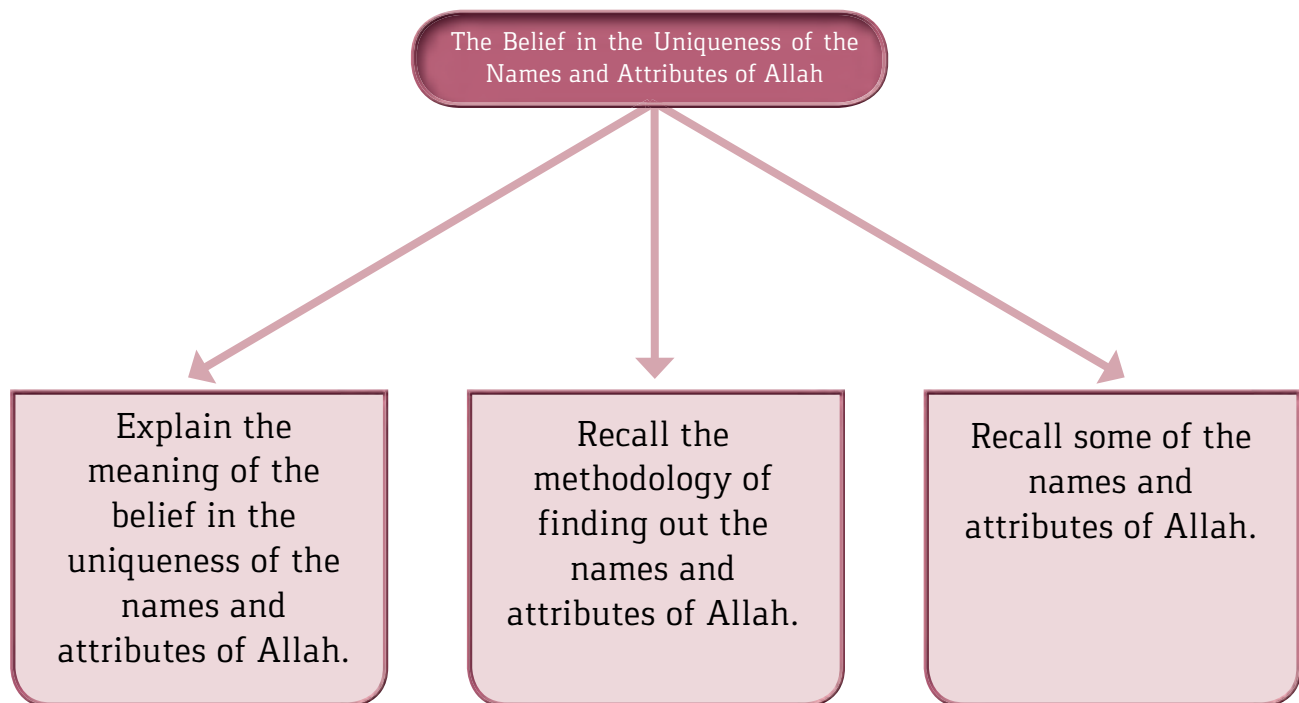 The Belief in the Uniqueness of the
Names and Attributes of Allah
Explain the
meaning of the
belief in the
uniqueness of the
names and
attributes of Allah.
Recall the
methodology of
finding out the
names and
attributes of Allah.
Recall some of the
names and
attributes of Allah.